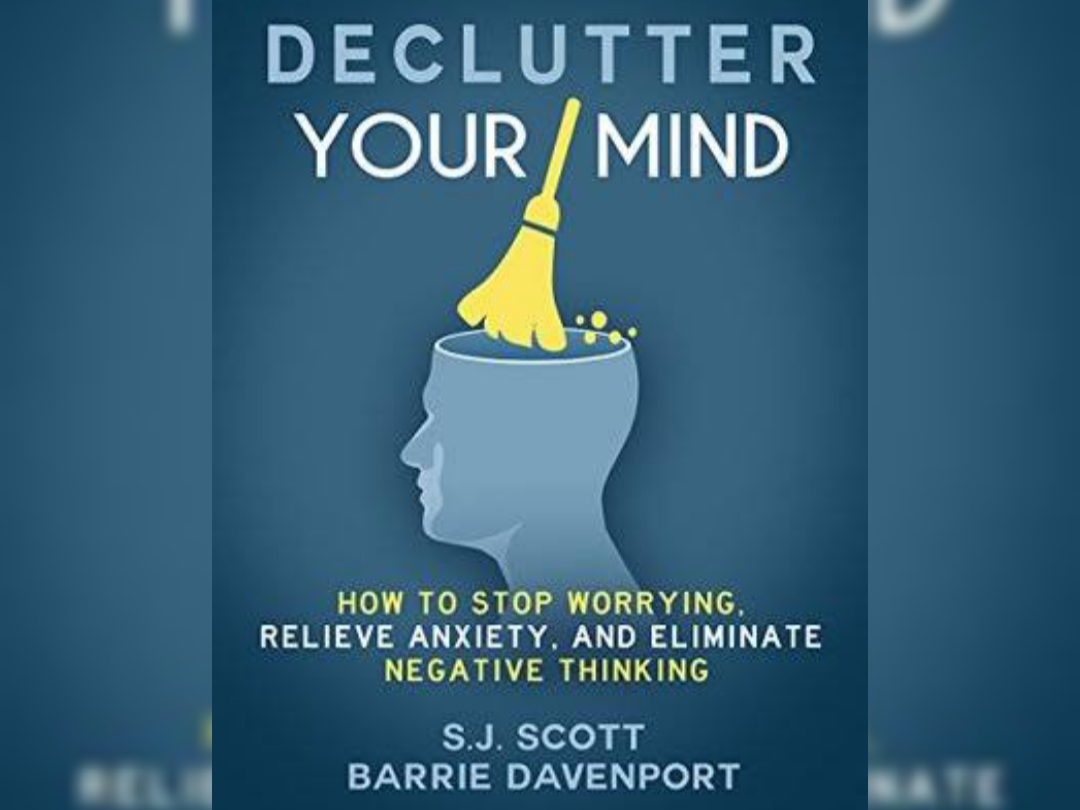 DECLUTTER
YOUR MIND
HOW TO STOP WORRYING,
RELIEVE ANXIETY, AND ELIMINATE
NEGATIVE THINKING
S.J. SCOTT
BARRIE DAVENPORT